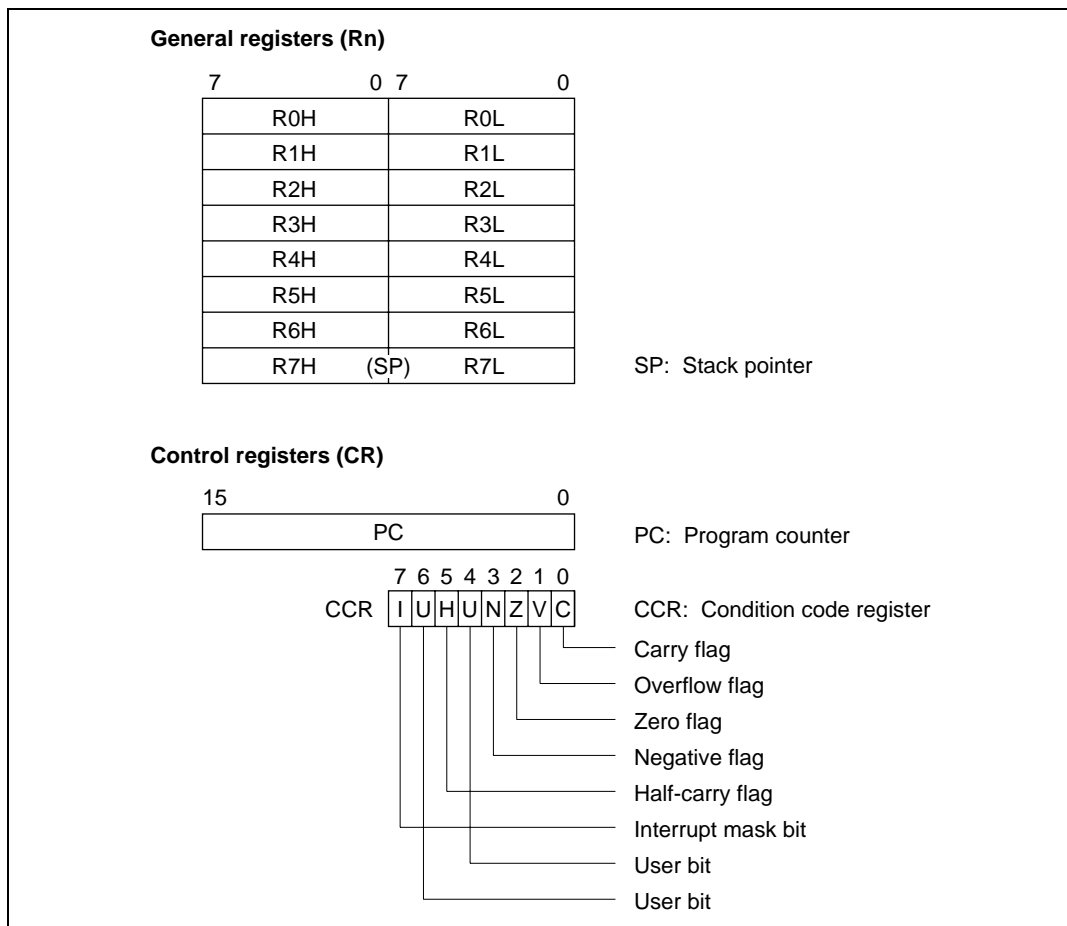 General registers (Rn)
7 0 7 0
R0H R0L
R1H R1L
R2H R2L
R3H R3L
R4H R4L
R5H R5L
R6H R6L
R7H (SP) R7L SP: Stack pointer
Control registers (CR)
15 0
PC PC: Program counter
7 6 5 4 3 2 1 0
CCR I U H U N Z V C CCR: Condition code register
Carry flag
Overflow flag
Zero flag
Negative flag
Half-carry flag
Interrupt mask bit
User bit
User bit